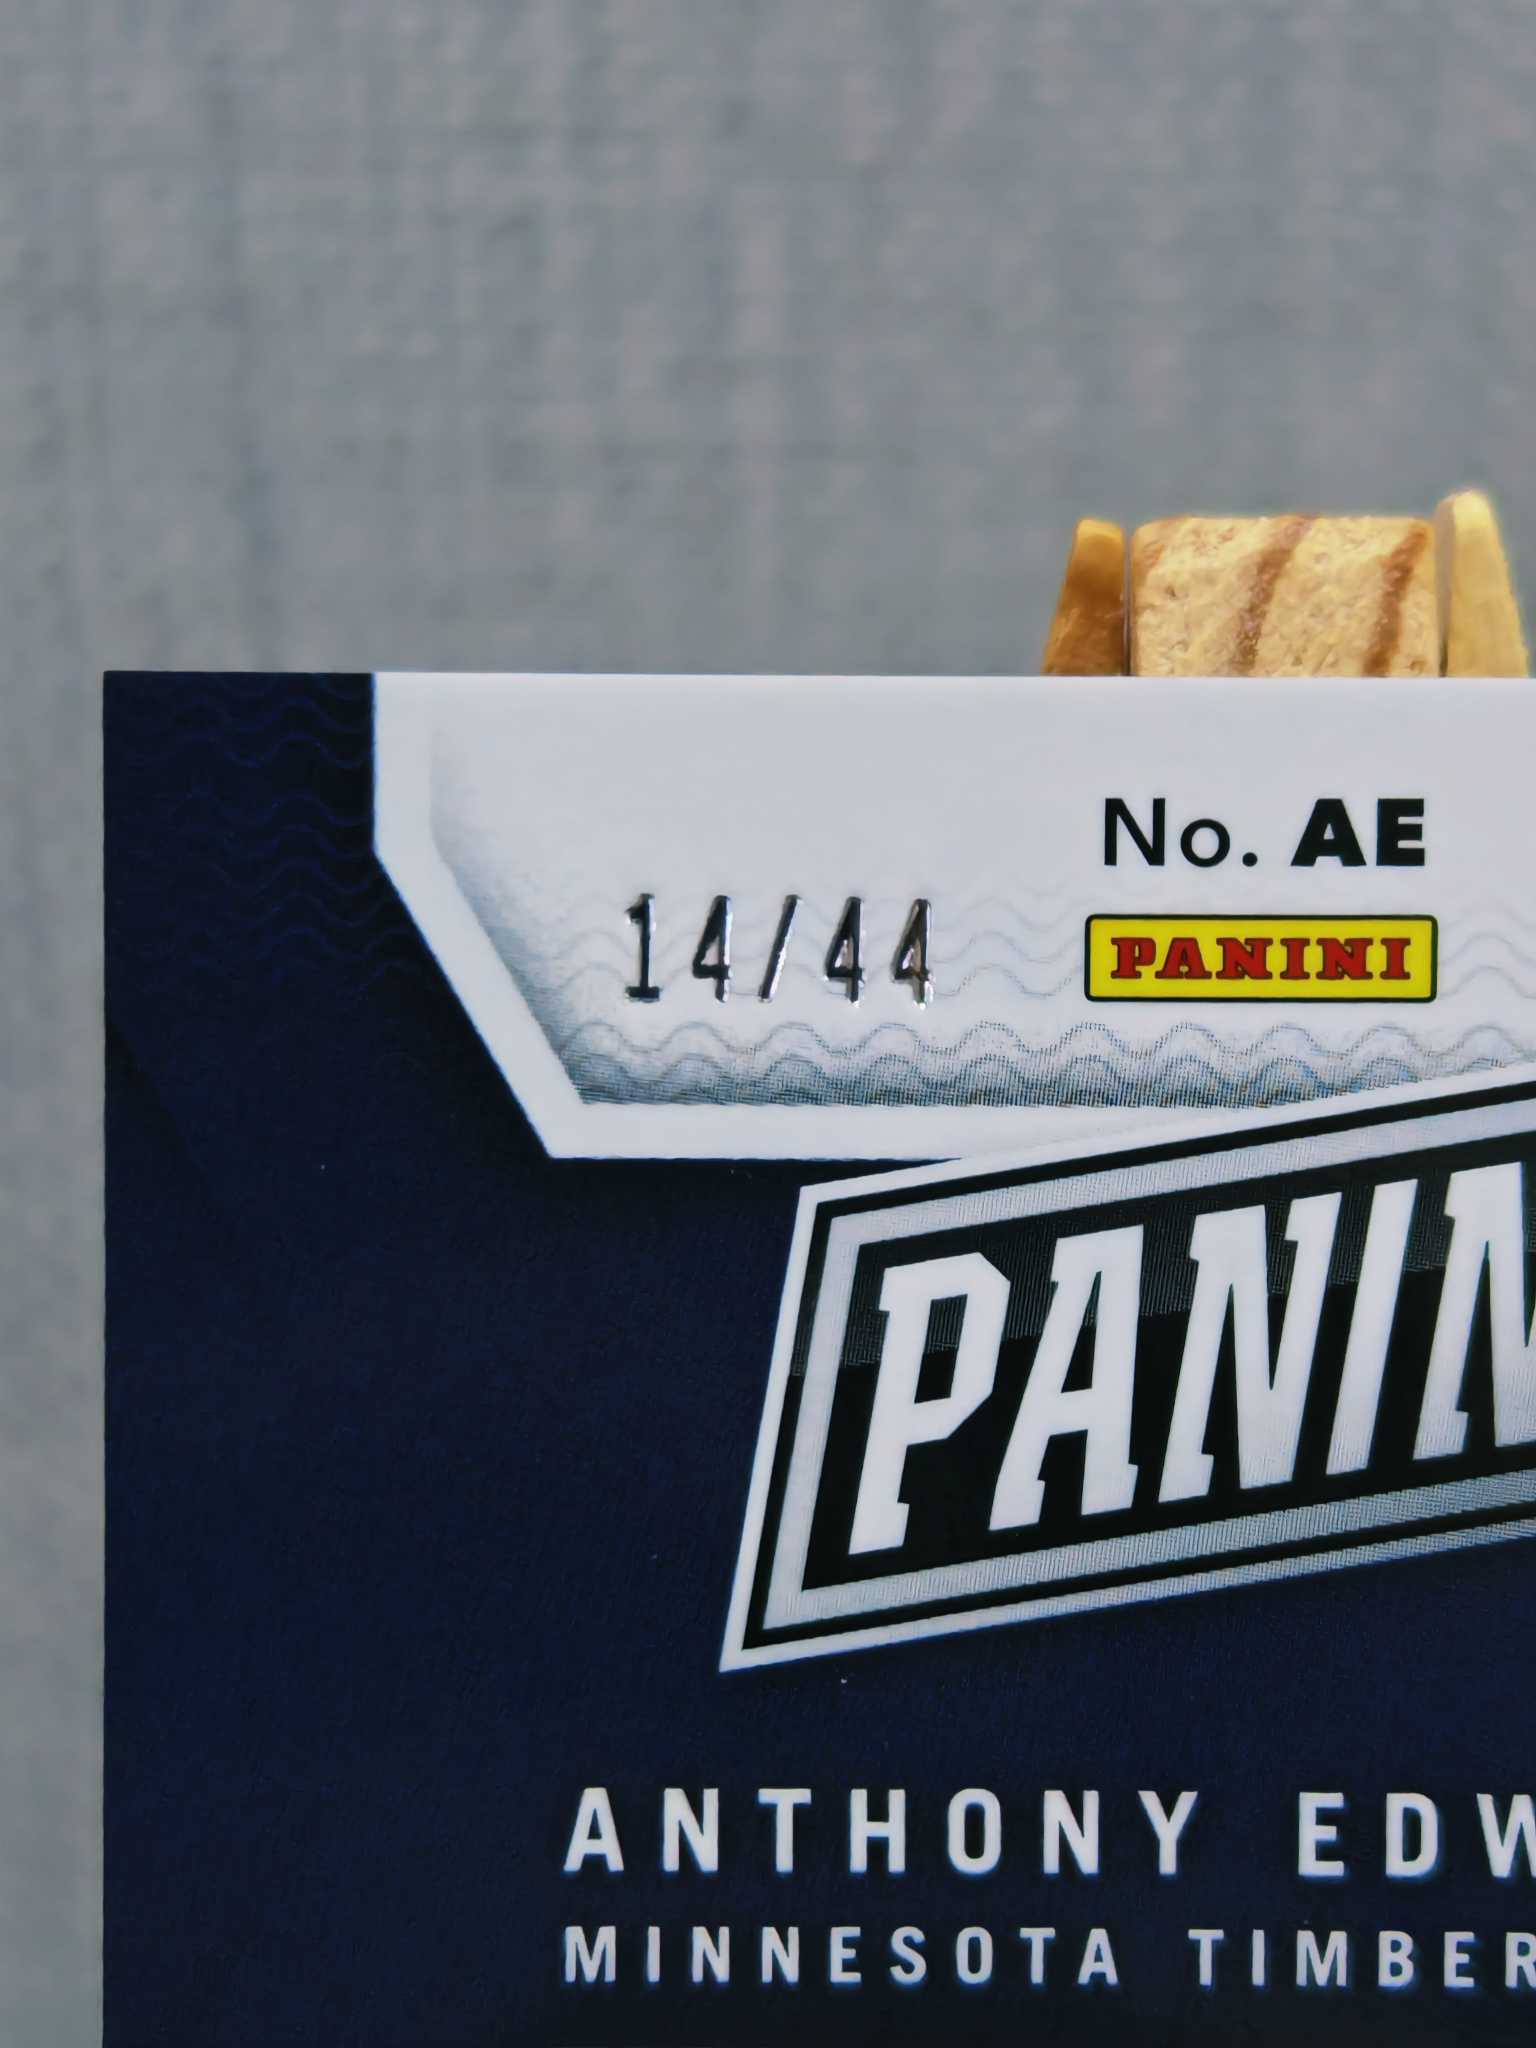 No. AE
14/44
PANINI
PANIN
ANTHONY EDW
MINNESOTA TIMBER